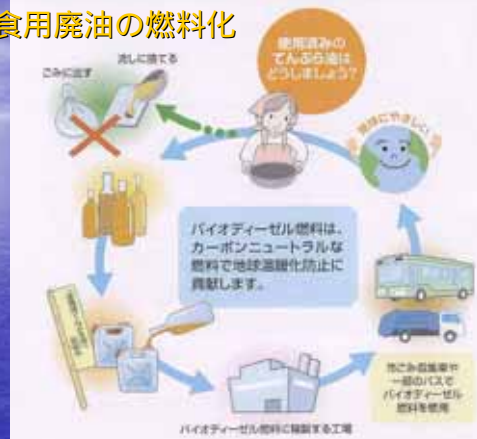 食用廃油の燃料化
使用済みの
てんぷら油は
どうしましょう?
流しに捨てる
ごみに出す
地球にやさしい!
バイオディーゼル燃料は、
カーボンニュートラルな
燃料で地球温暖化防止に
貢献します。
市ごみ収集車や
一部のバスで
バイオディーゼル
燃料を使用
バイオディーゼル燃料に精製する工場